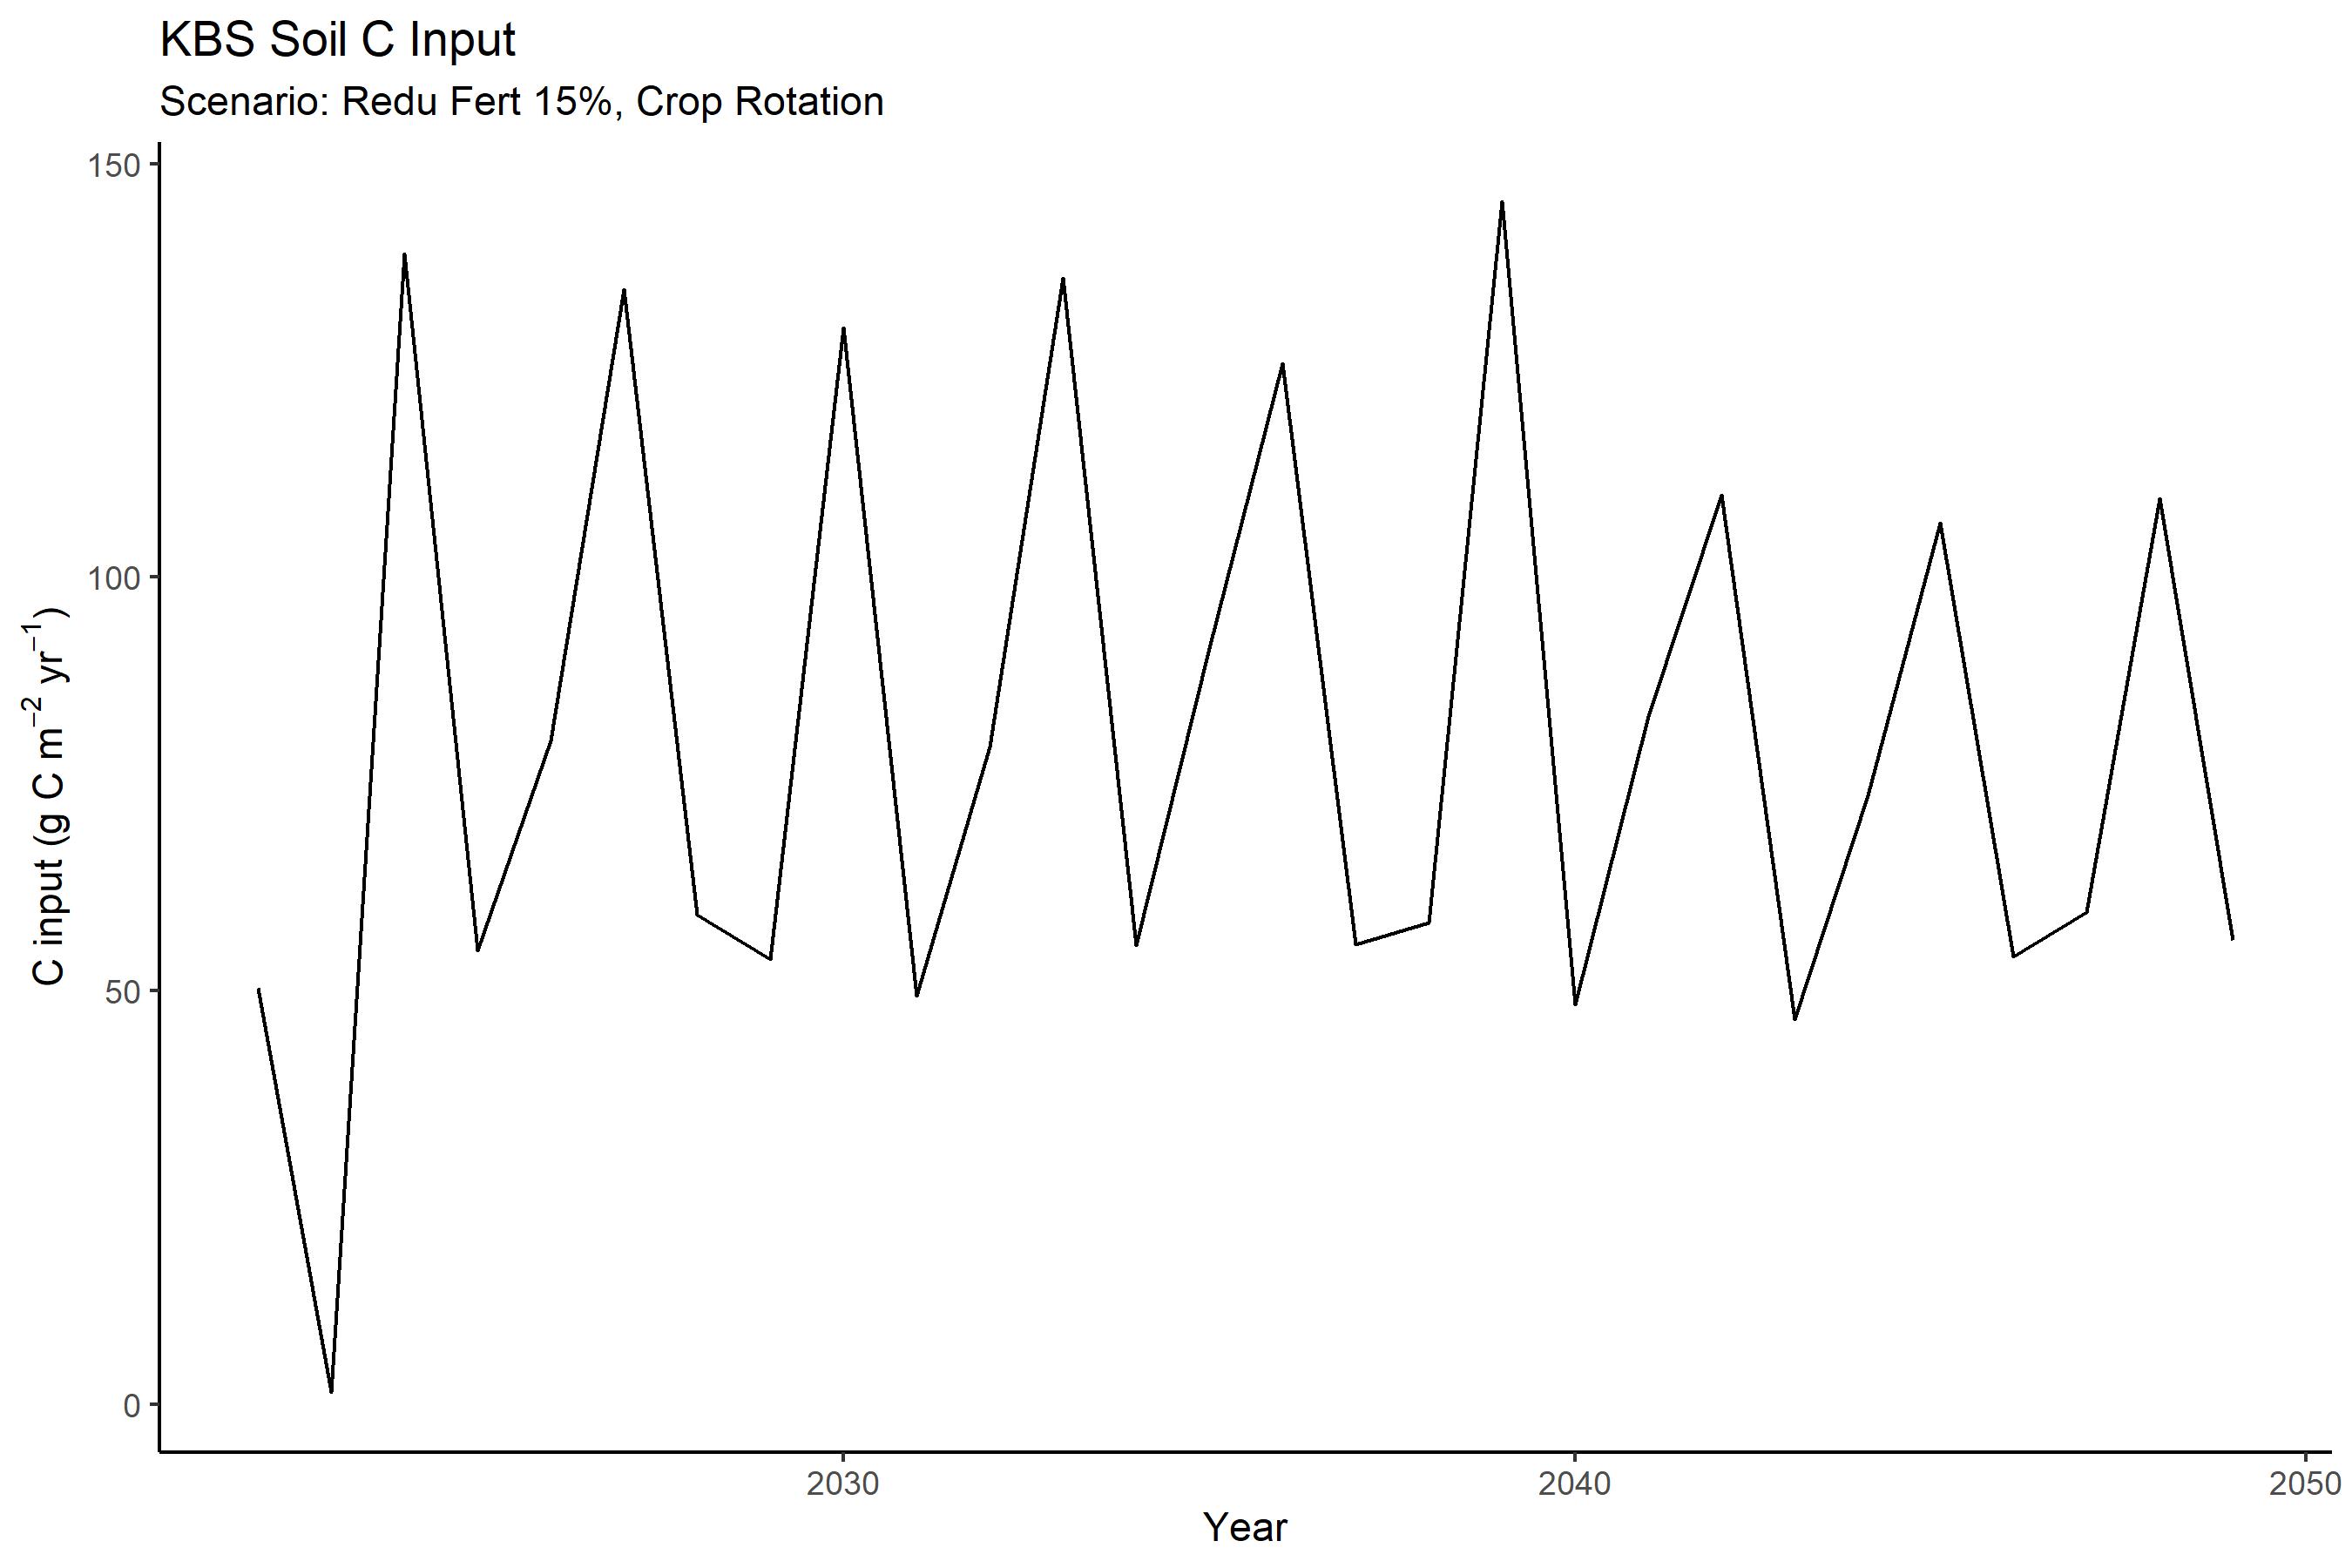 KBS Soil C Input
Scenario: Redu Fert 15%, Crop Rotation
150
100
50
0
C input (g C m⁻² yr⁻¹)
2030
2040
2050
Year